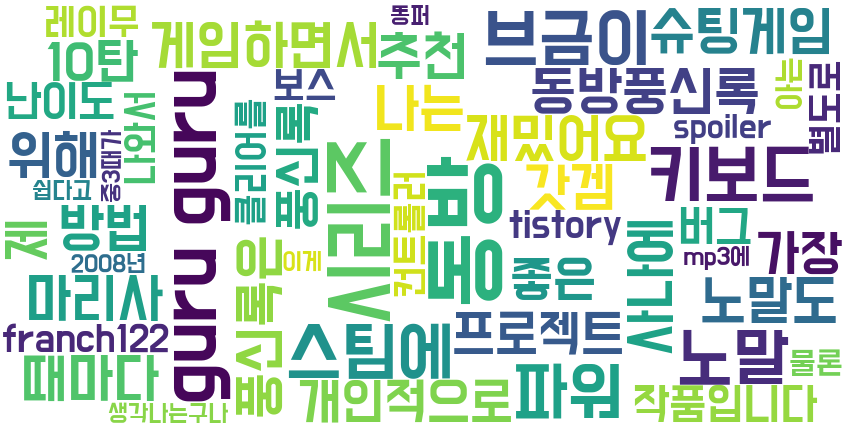 레이무
똥퍼
게임하면서
추천
브금이
슈팅게임
10탄
보스
나는
동방풍신록
곡
별도로
난이도
나와서
guru guru
클리어를
풍신록
시리즈
동방
재밌어요
spoiler
키보드
위해
중3때가
쉽다고
갓겜
컨트롤러
tistory
제
방법
2008년
풍신록은
이게
좋은
사나에
버그
mp3에
가장
마리사
franch122
스팀에
프로젝트
노말도
노말
물론
때마다
생각나는구나
개인적으로
파워
작품입니다